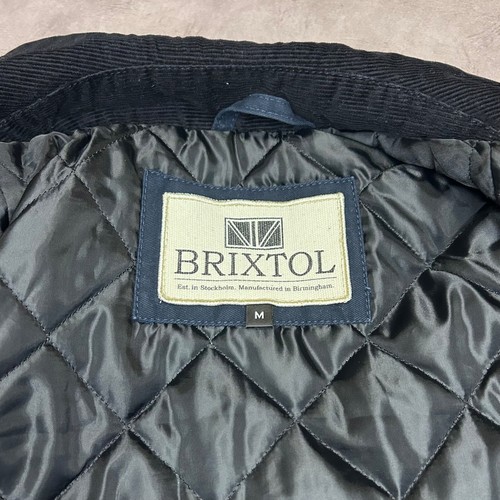 BRIXTOL
Est. in Stockholm. Manufactured in Birmingham.
M